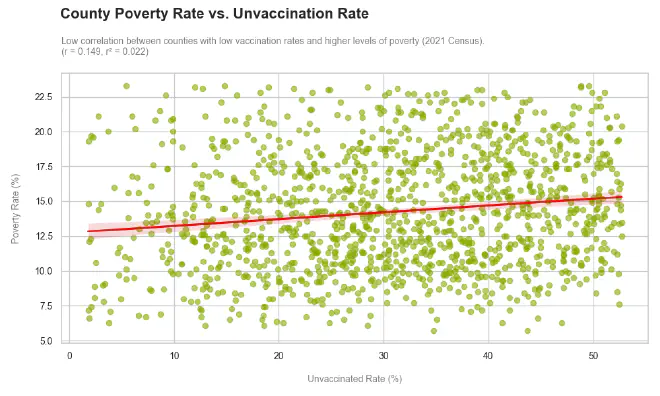 County Poverty Rate vs. Unvaccination Rate
Low correlation between counties with low vaccination rates and higher levels of poverty (2021 Census).
(r = 0.149, r² = 0.022)
22.5
20.0
17.5
15.0
12.5
10.0
7.5
5.0
Poverty Rate (%)
0 10 20 30 40 50
Unvaccinated Rate (%)